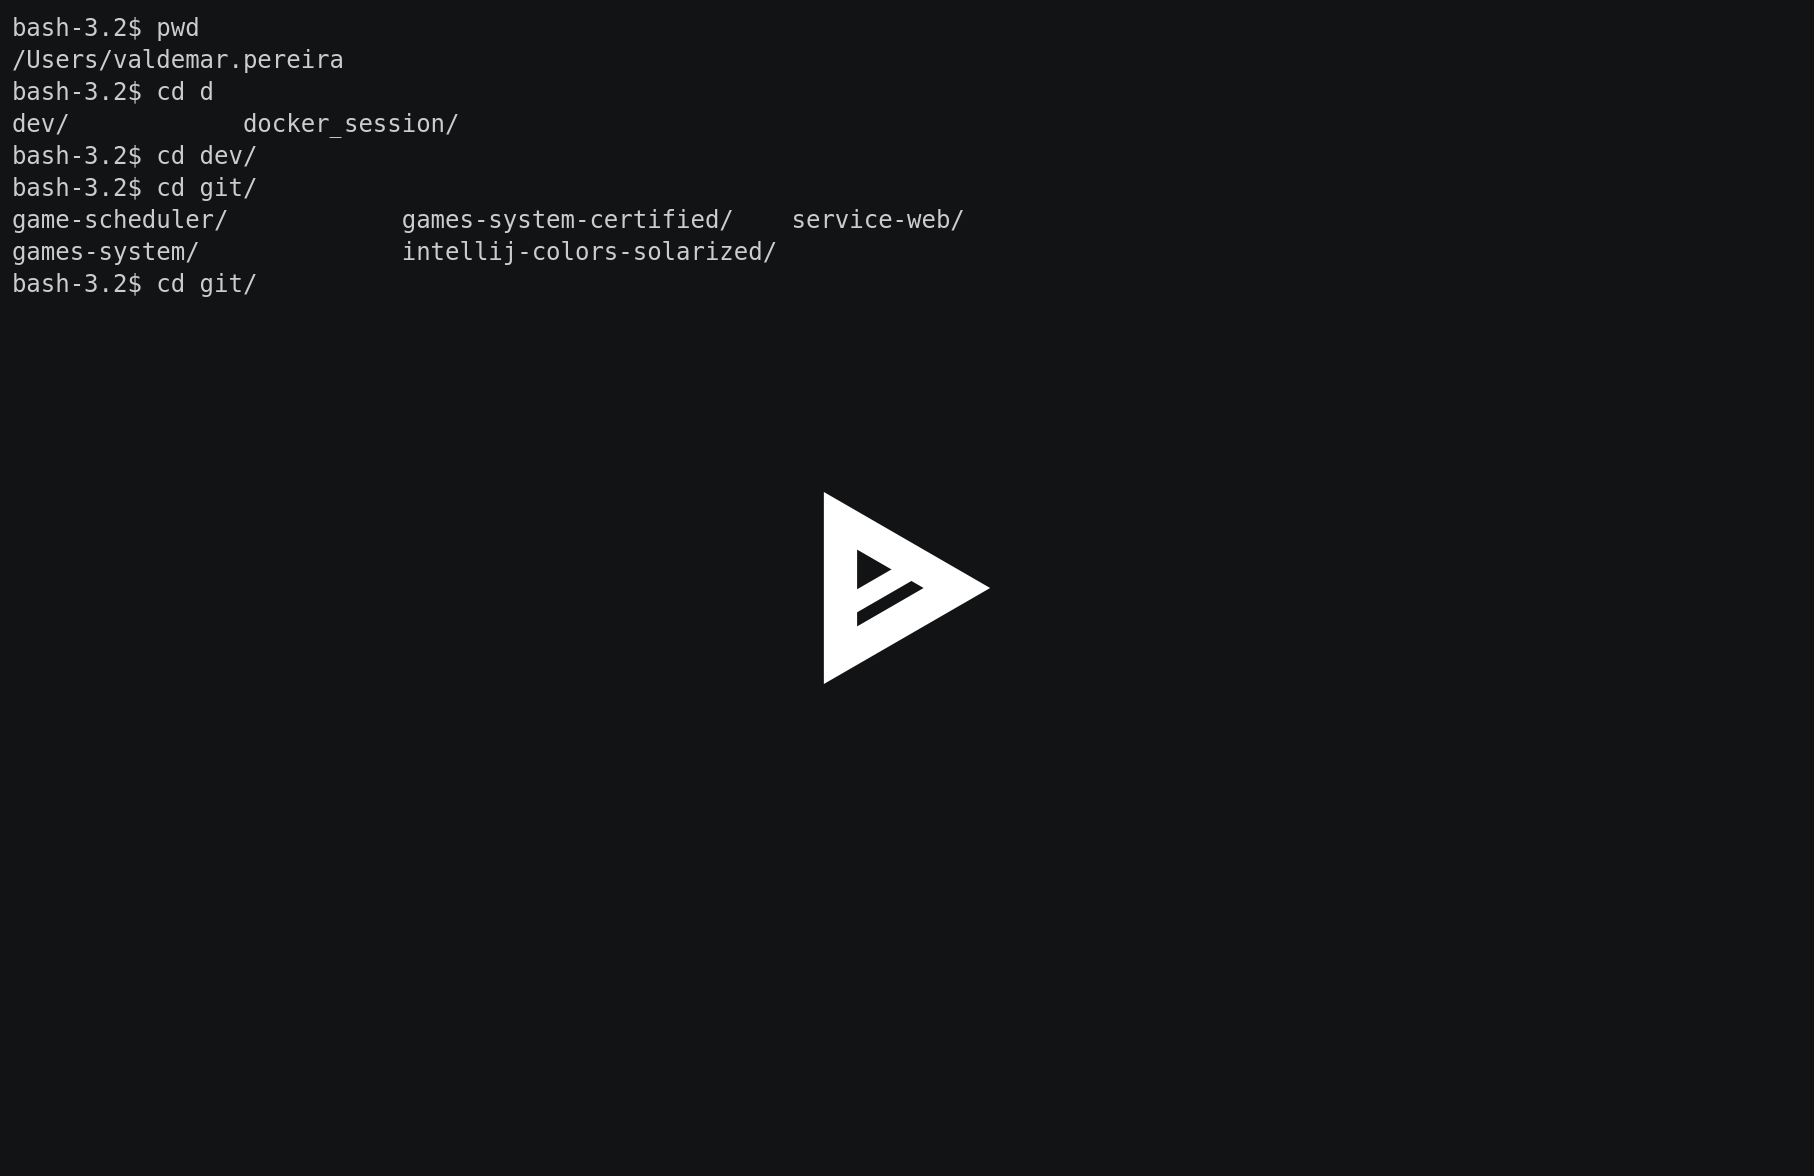 bash-3.2$ pwd
/Users/valdemar.pereira
bash-3.2$ cd d
dev/            docker_session/
bash-3.2$ cd dev/
bash-3.2$ cd git/
game-scheduler/            games-system-certified/    service-web/
games-system/              intellij-colors-solarized/
bash-3.2$ cd git/